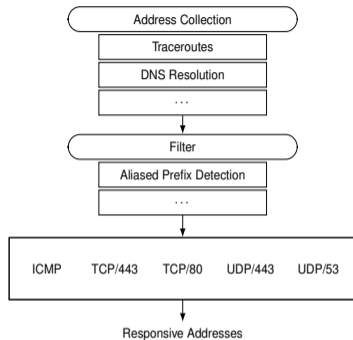 Address Collection
Traceroutes
DNS Resolution
...
Filter
Aliased Prefix Detection
...
ICMP TCP/443 TCP/80 UDP/443 UDP/53
Responsive Addresses